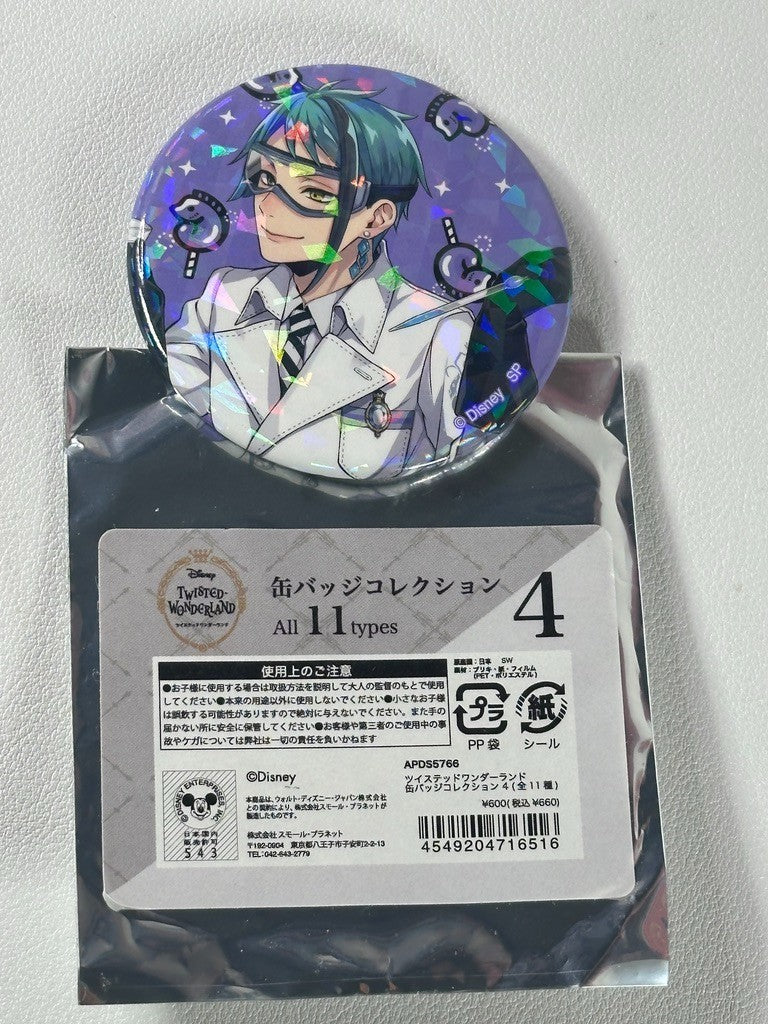 © Disney SP
Disney
TWISTED-
WONDERLAND
ツイステッドワンダーランド
缶バッジコレクション
All 11 types
4
使用上のご注意
●お子様に使用する場合は取扱方法を説明して大人の監督のもとで使用
してください●本来の用途以外に使用しないでください●小さなお子様が
誤飲する可能性がありますので絶対に与えないでください。また手の
届かない所に安全に保管してください●お客様や第三者のご使用中の事
故やケガについては弊社は一切の責任を負いかねます
原産国：日本 SW
素材：ブリキ・紙・フィルム
(PET・ポリエステル)
プラ
紙
PP袋
シール
APDS5766
ツイステッドワンダーランド
缶バッジコレクション4(全11種)
¥600(税込 ¥660)
4549204716516
© DISNEY ENTERPRISES INC.
日本国内
販売許可
543
©Disney
本商品は、ウォルト・ディズニー・ジャパン株式会社
との契約により、株式会社スモール・プラネットが
製造したものです。
株式会社スモール・プラネット
〒192-0904 東京都八王子市子安町2-2-13
TEL:042-643-2779